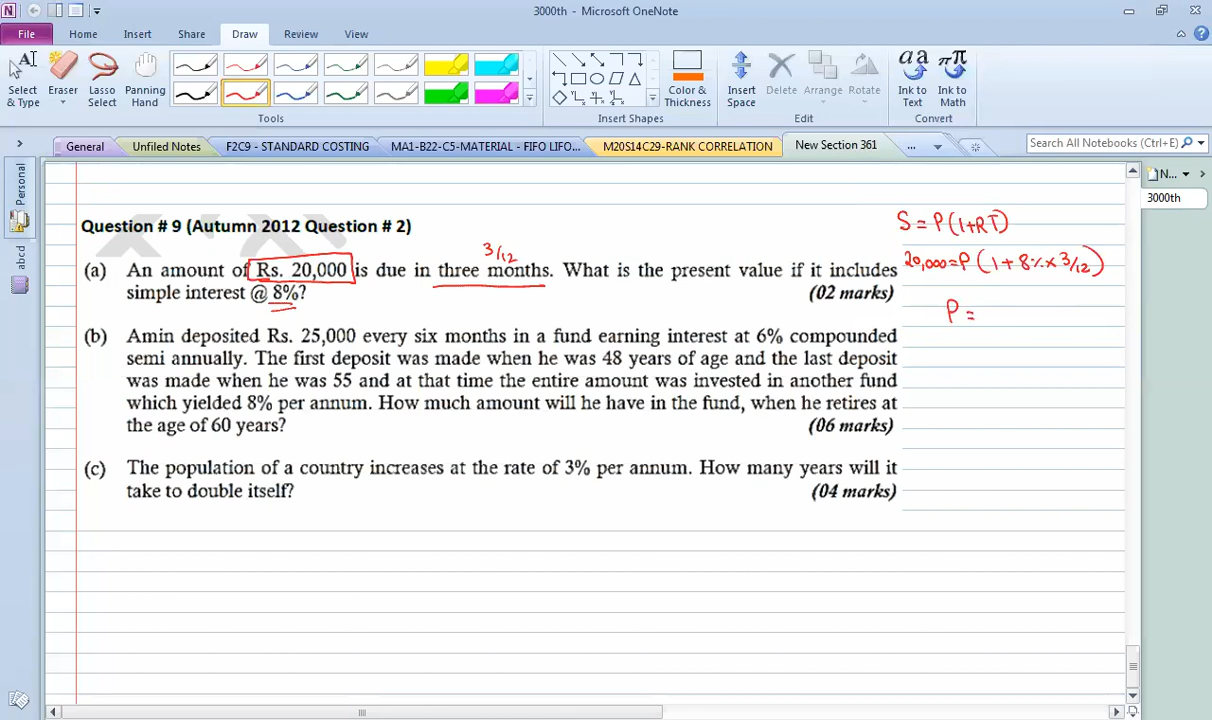 3000th - Microsoft OneNote
File Home Insert Share Draw Review View
Select & Type Eraser Lasso Select Panning Hand Color & Thickness Insert Space Delete Arrange Rotate Ink to Text Ink to Math
Tools Insert Shapes Edit Convert
General Unfiled Notes F2C9 - STANDARD COSTING MA1-B22-C5-MATERIAL - FIFO LIFO... M20S14C29-RANK CORRELATION New Section 361 ... Search All Notebooks (Ctrl+E)
Personal
abcd
N...
3000th
Question # 9 (Autumn 2012 Question # 2)
S = P(1+RT)
3/12
(a) An amount of Rs. 20,000 is due in three months. What is the present value if it includes
simple interest @ 8%? (02 marks)
20,000 = P (1 + 8% x 3/12)
P =
(b) Amin deposited Rs. 25,000 every six months in a fund earning interest at 6% compounded
semi annually. The first deposit was made when he was 48 years of age and the last deposit
was made when he was 55 and at that time the entire amount was invested in another fund
which yielded 8% per annum. How much amount will he have in the fund, when he retires at
the age of 60 years? (06 marks)
(c) The population of a country increases at the rate of 3% per annum. How many years will it
take to double itself? (04 marks)